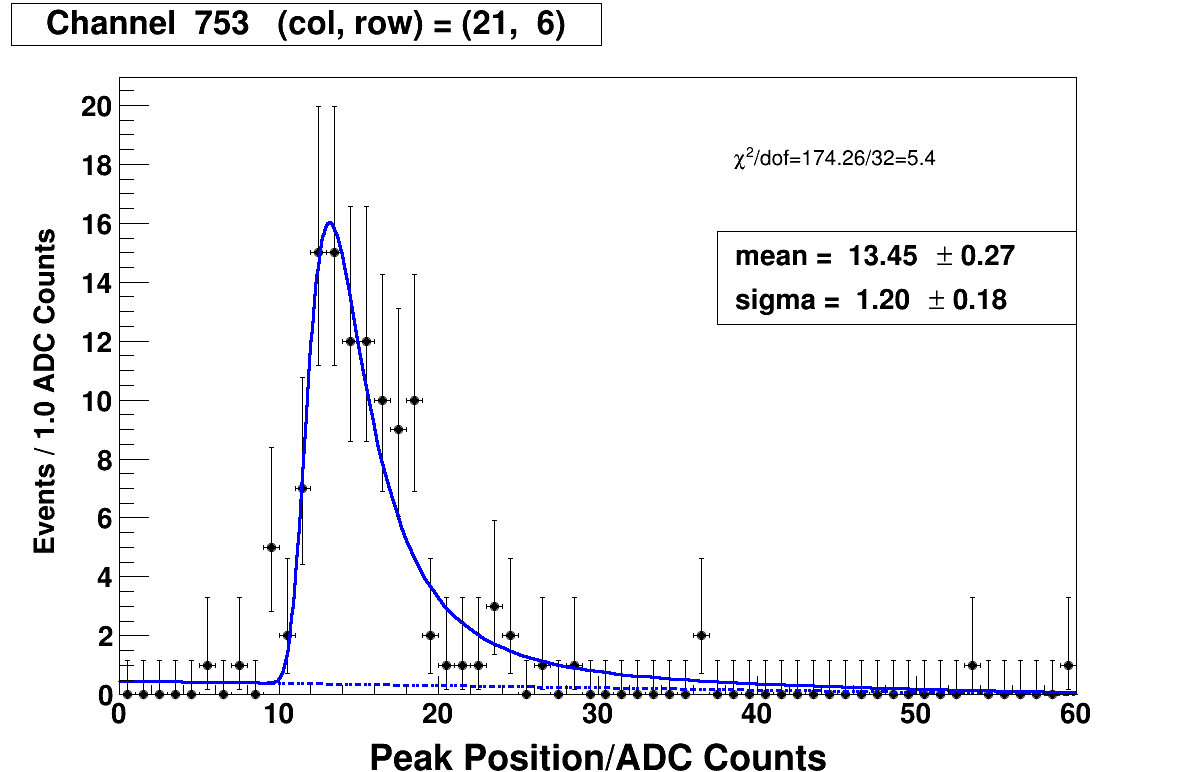 Channel 753 (col, row) = (21, 6)
χ²/dof=174.26/32=5.4
mean = 13.45 ± 0.27
sigma = 1.20 ± 0.18
Events / 1.0 ADC Counts
20
18
16
14
12
10
8
6
4
2
0
0 10 20 30 40 50 60
Peak Position/ADC Counts